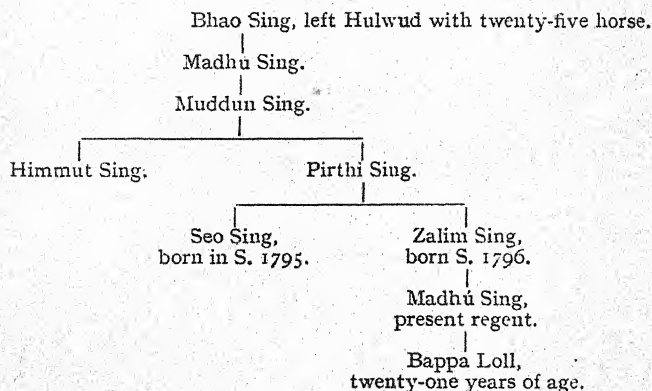 Bhao Sing, left Hulwud with twenty-five horse.
Madhú Sing.
Muddun Sing.
Himmut Sing.
Pirthi Sing.
Seo Sing,
born in S. 1795.
Zalim Sing,
born S. 1796.
Madhú Sing,
present regent.
Bappa Loll,
twenty-one years of age.